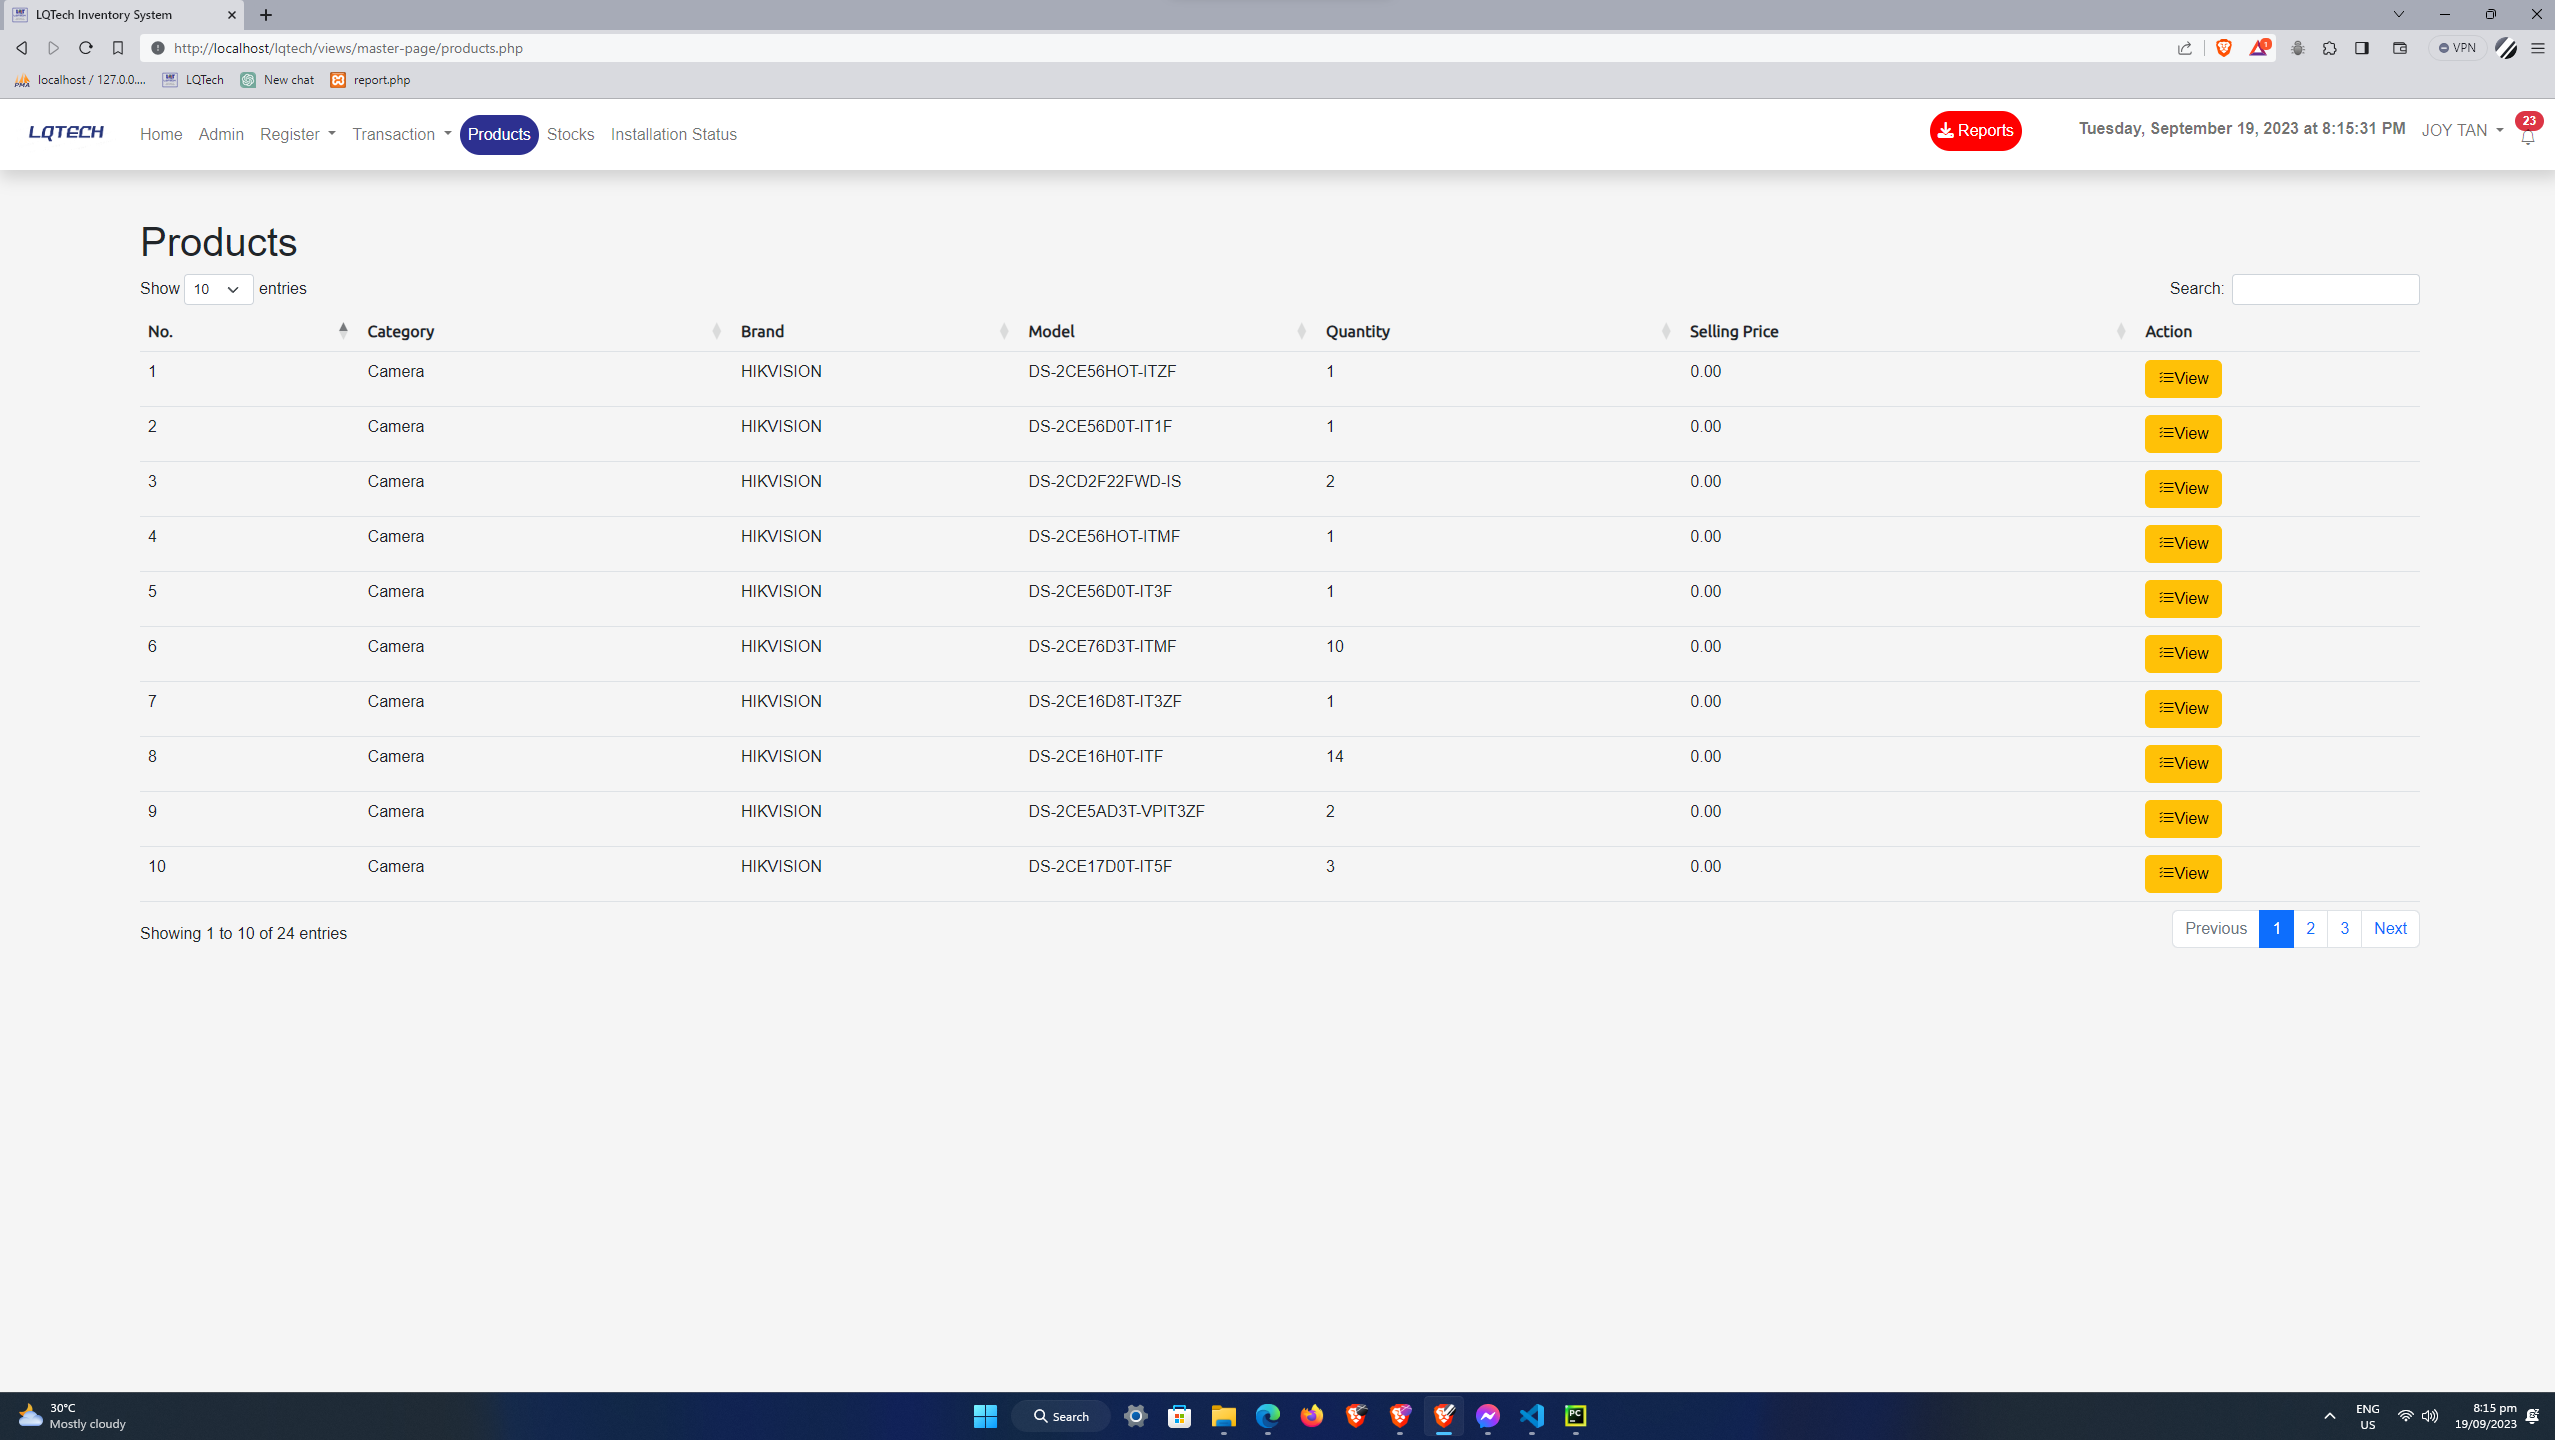 LQTech Inventory System
http://localhost/lqtech/views/master-page/products.php
1
VPN
localhost / 127.0.0....
LQTech
New chat
report.php
LQTECH
Home
Admin
Register
Transaction
Products
Stocks
Installation Status
Reports
Tuesday, September 19, 2023 at 8:15:31 PM
JOY TAN
23
Products
Show 10 entries
Search:
No. Category Brand Model Quantity Selling Price Action
1 Camera HIKVISION DS-2CE56HOT-ITZF 1 0.00 View
2 Camera HIKVISION DS-2CE56D0T-IT1F 1 0.00 View
3 Camera HIKVISION DS-2CD2F22FWD-IS 2 0.00 View
4 Camera HIKVISION DS-2CE56HOT-ITMF 1 0.00 View
5 Camera HIKVISION DS-2CE56D0T-IT3F 1 0.00 View
6 Camera HIKVISION DS-2CE76D3T-ITMF 10 0.00 View
7 Camera HIKVISION DS-2CE16D8T-IT3ZF 1 0.00 View
8 Camera HIKVISION DS-2CE16H0T-ITF 14 0.00 View
9 Camera HIKVISION DS-2CE5AD3T-VPIT3ZF 2 0.00 View
10 Camera HIKVISION DS-2CE17D0T-IT5F 3 0.00 View
Showing 1 to 10 of 24 entries
Previous 1 2 3 Next
30°C
Mostly cloudy
Search
PC
ENG
US
8:15 pm
19/09/2023